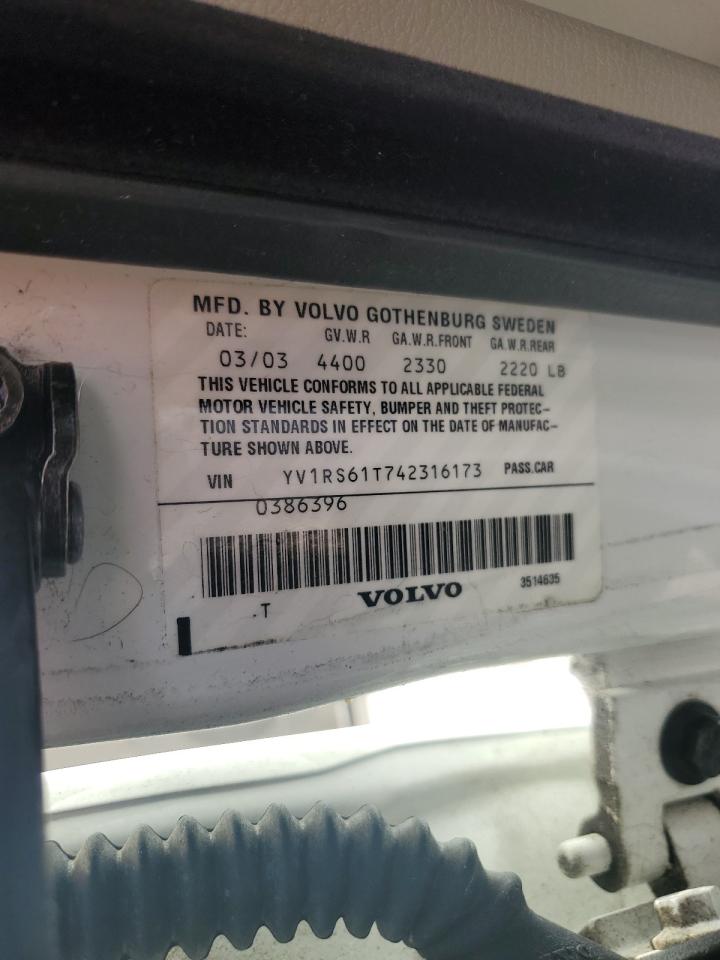 MFD. BY VOLVO GOTHENBURG SWEDEN
DATE: GV.W.R GA.W.R.FRONT GA.W.R.REAR
03/03 4400 2330 2220 LB
THIS VEHICLE CONFORMS TO ALL APPLICABLE FEDERAL
MOTOR VEHICLE SAFETY, BUMPER AND THEFT PROTEC-
TION STANDARDS IN EFFECT ON THE DATE OF MANUFAC-
TURE SHOWN ABOVE.
VIN YV1RS61T742316173 PASS.CAR
0386396
T VOLVO 3514635